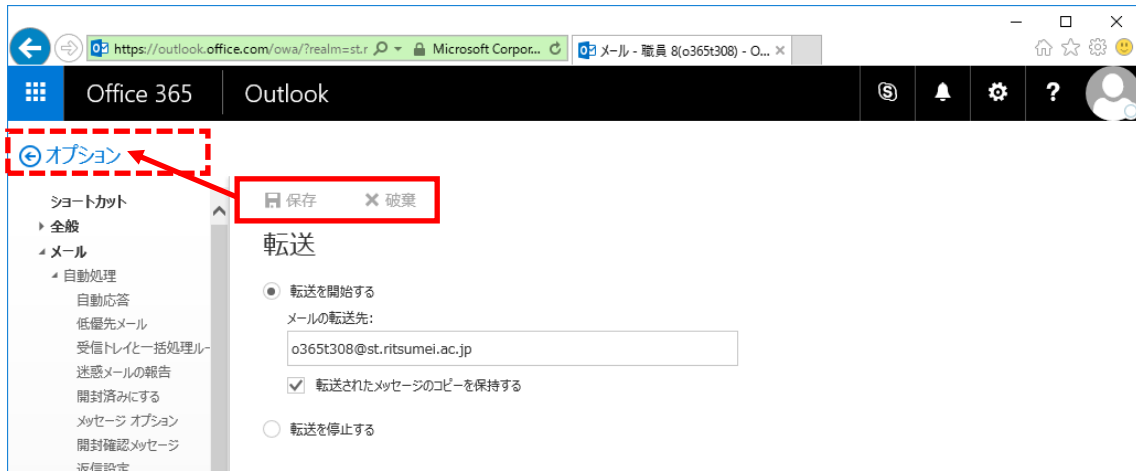 https://outlook.office.com/owa/?realm=st.r
Microsoft Corpor...
メール - 職員 8(o365t308) - O...
Office 365
Outlook
オプション
ショートカット
全般
メール
自動処理
自動応答
低優先メール
受信トレイと一括処理ルー
迷惑メールの報告
開封済みにする
メッセージ オプション
開封確認メッセージ
返信設定
保存
破棄
転送
転送を開始する
メールの転送先:
o365t308@st.ritsumei.ac.jp
転送されたメッセージのコピーを保持する
転送を停止する